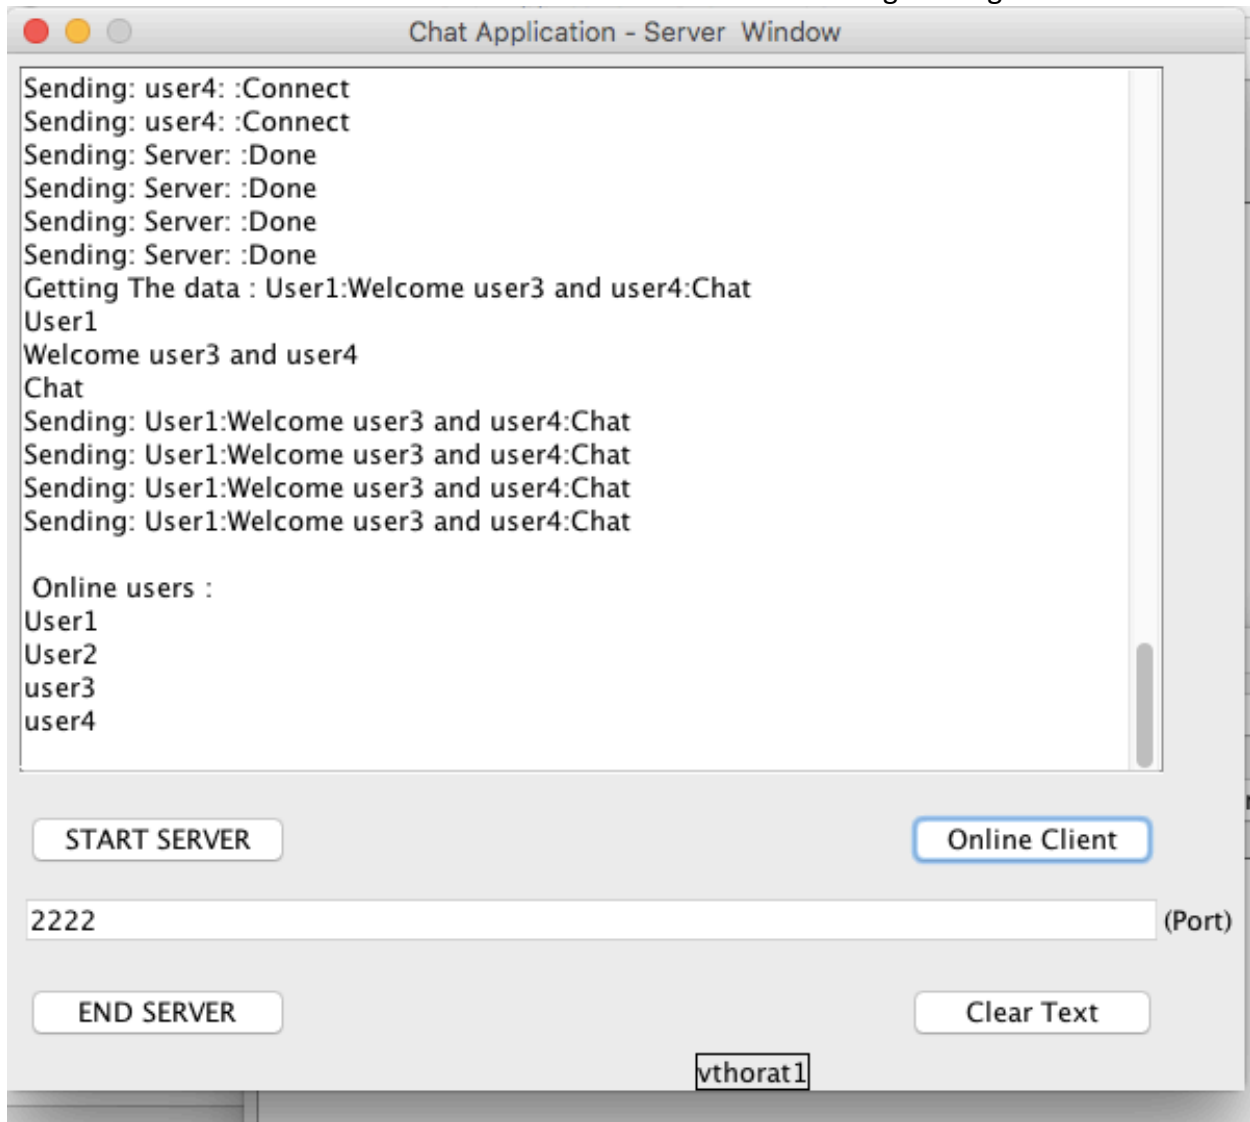 Chat Application - Server  Window
Sending: user4: :Connect
Sending: user4: :Connect
Sending: Server: :Done
Sending: Server: :Done
Sending: Server: :Done
Sending: Server: :Done
Getting The data : User1:Welcome user3 and user4:Chat
User1
Welcome user3 and user4
Chat
Sending: User1:Welcome user3 and user4:Chat
Sending: User1:Welcome user3 and user4:Chat
Sending: User1:Welcome user3 and user4:Chat
Sending: User1:Welcome user3 and user4:Chat
Online users :
User1
User2
user3
user4
START SERVER
Online Client
2222
(Port)
END SERVER
Clear Text
vthorat1